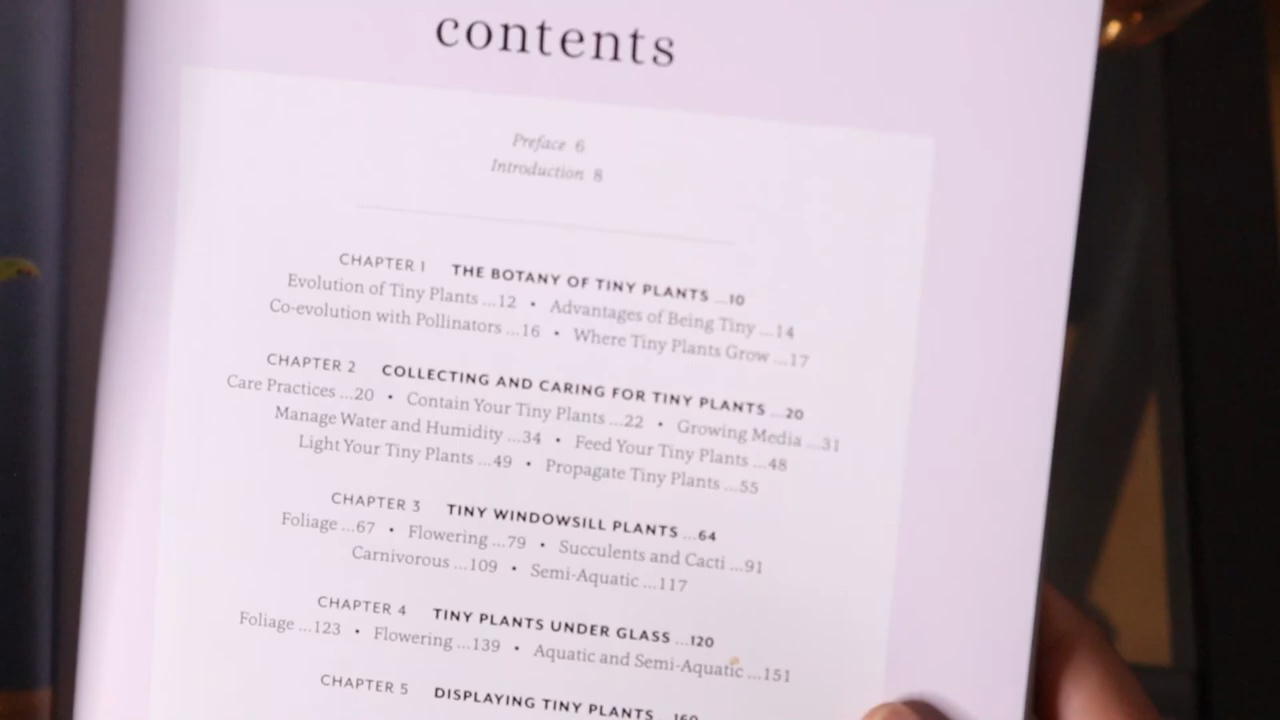 contents
Preface 6
Introduction 8
CHAPTER 1 THE BOTANY OF TINY PLANTS ...10
Evolution of Tiny Plants ...12 • Advantages of Being Tiny ...14
Co-evolution with Pollinators ...16 • Where Tiny Plants Grow ...17
CHAPTER 2 COLLECTING AND CARING FOR TINY PLANTS ...20
Care Practices ...20 • Contain Your Tiny Plants ...22 • Growing Media ...31
Manage Water and Humidity ...34 • Feed Your Tiny Plants ...48
Light Your Tiny Plants ...49 • Propagate Tiny Plants ...55
CHAPTER 3 TINY WINDOWSILL PLANTS ...64
Foliage ...67 • Flowering ...79 • Succulents and Cacti ...91
Carnivorous ...109 • Semi-Aquatic ...117
CHAPTER 4 TINY PLANTS UNDER GLASS ...120
Foliage ...123 • Flowering ...139 • Aquatic and Semi-Aquatic ...151
CHAPTER 5 DISPLAYING TINY PLANTS ...160